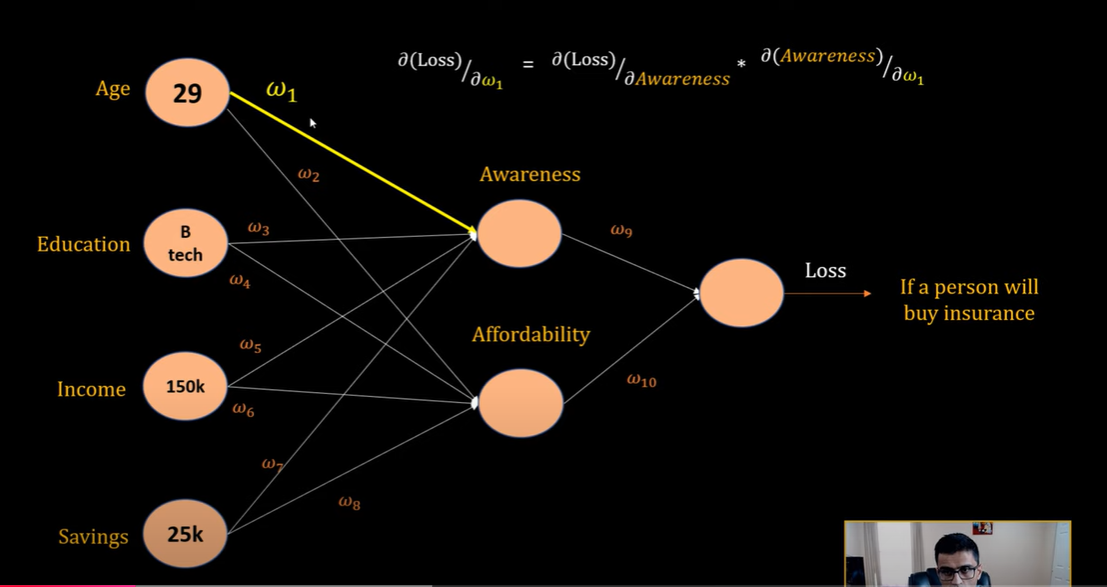 ∂(Loss)/∂ω₁ = ∂(Loss)/∂Awareness * ∂(Awareness)/∂ω₁
Age
29
ω₁
ω₂
Awareness
Education
B
tech
ω₃
ω₄
ω₉
Loss
If a person will
buy insurance
Affordability
Income
150k
ω₅
ω₆
ω₁₀
ω₇
ω₈
Savings
25k